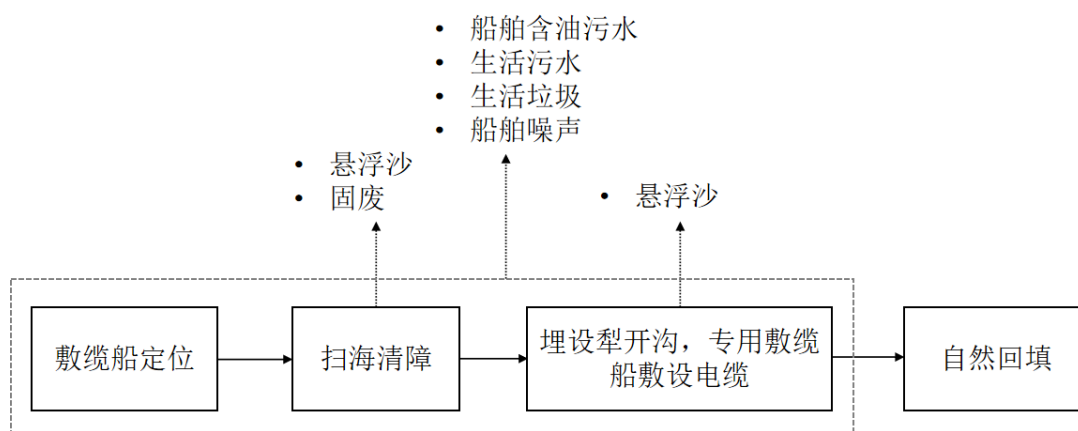 • 船舶含油污水
• 生活污水
• 生活垃圾
• 船舶噪声
• 悬浮沙
• 固废
• 悬浮沙
敷缆船定位
扫海清障
埋设犁开沟，专用敷缆
船敷设电缆
自然回填